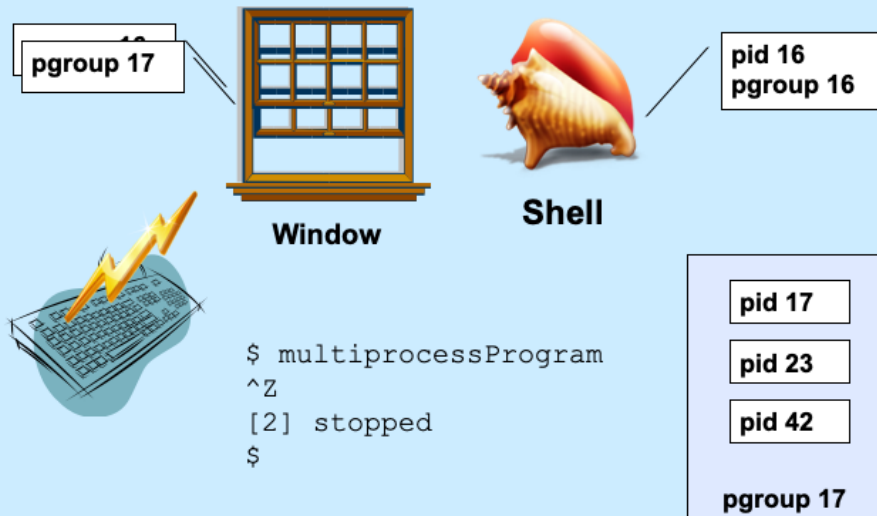 pgroup 17
pid 16
pgroup 16
Window
Shell
$ multiprocessProgram
^Z
[2] stopped
$
pid 17
pid 23
pid 42
pgroup 17